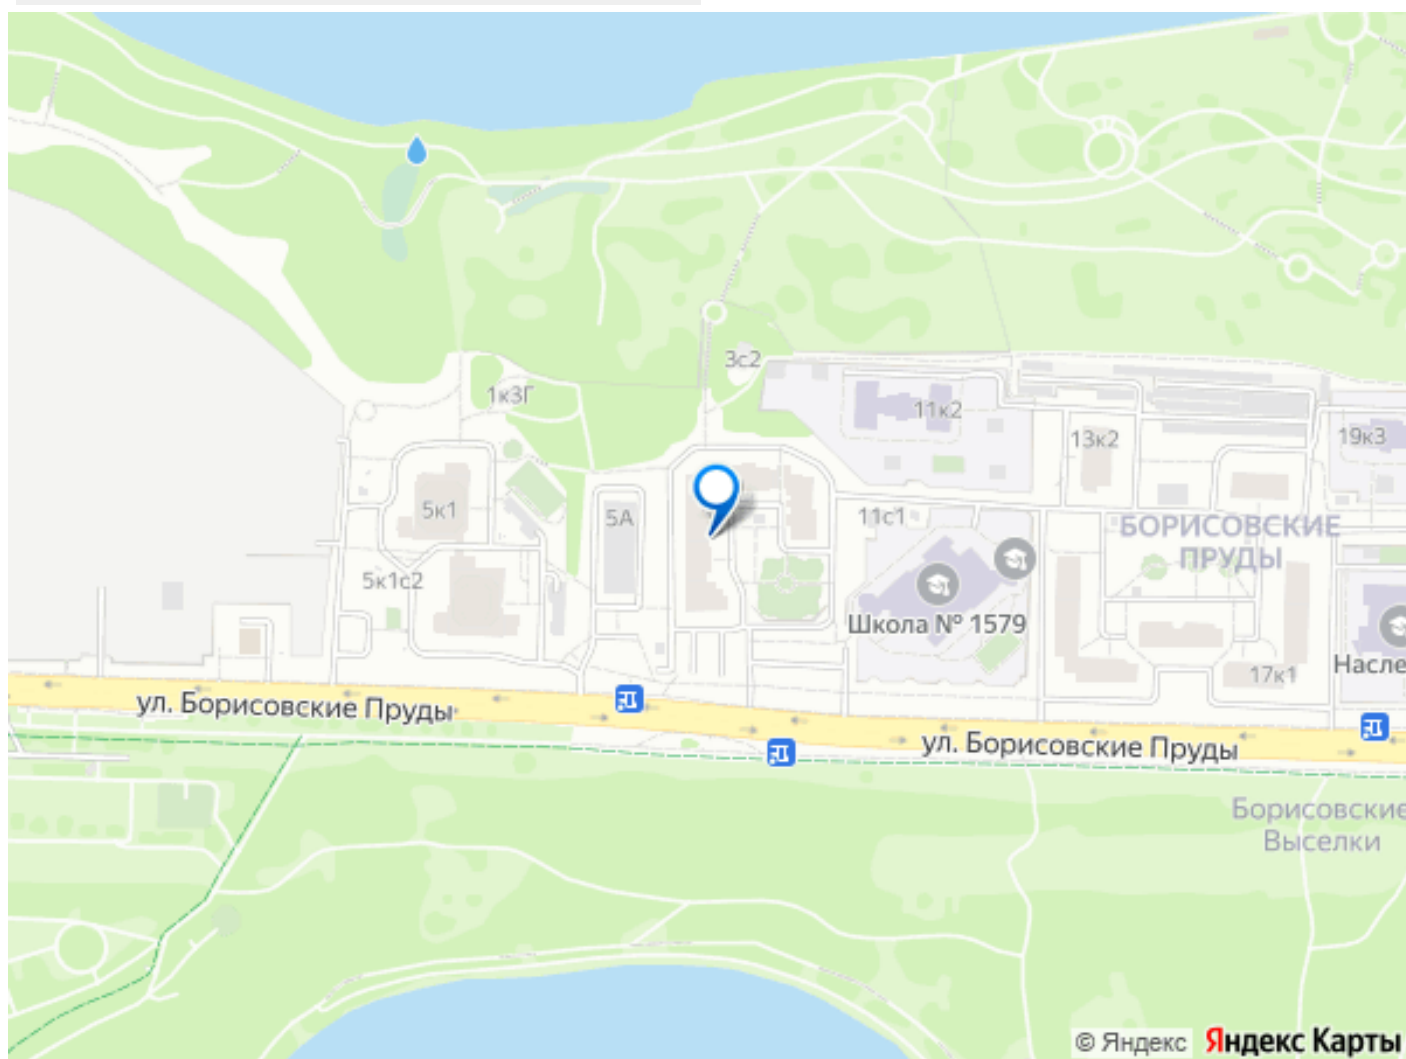 3с2
1к3Г
11к2
13к2
19к3
5к1
5А
11с1
БОРИСОВСКИЕ
ПРУДЫ
5к1с2
Школа № 1579
Насле
17к1
ул. Борисовские Пруды
ул. Борисовские Пруды
Борисовские
Выселки
© Яндекс Яндекс Карты